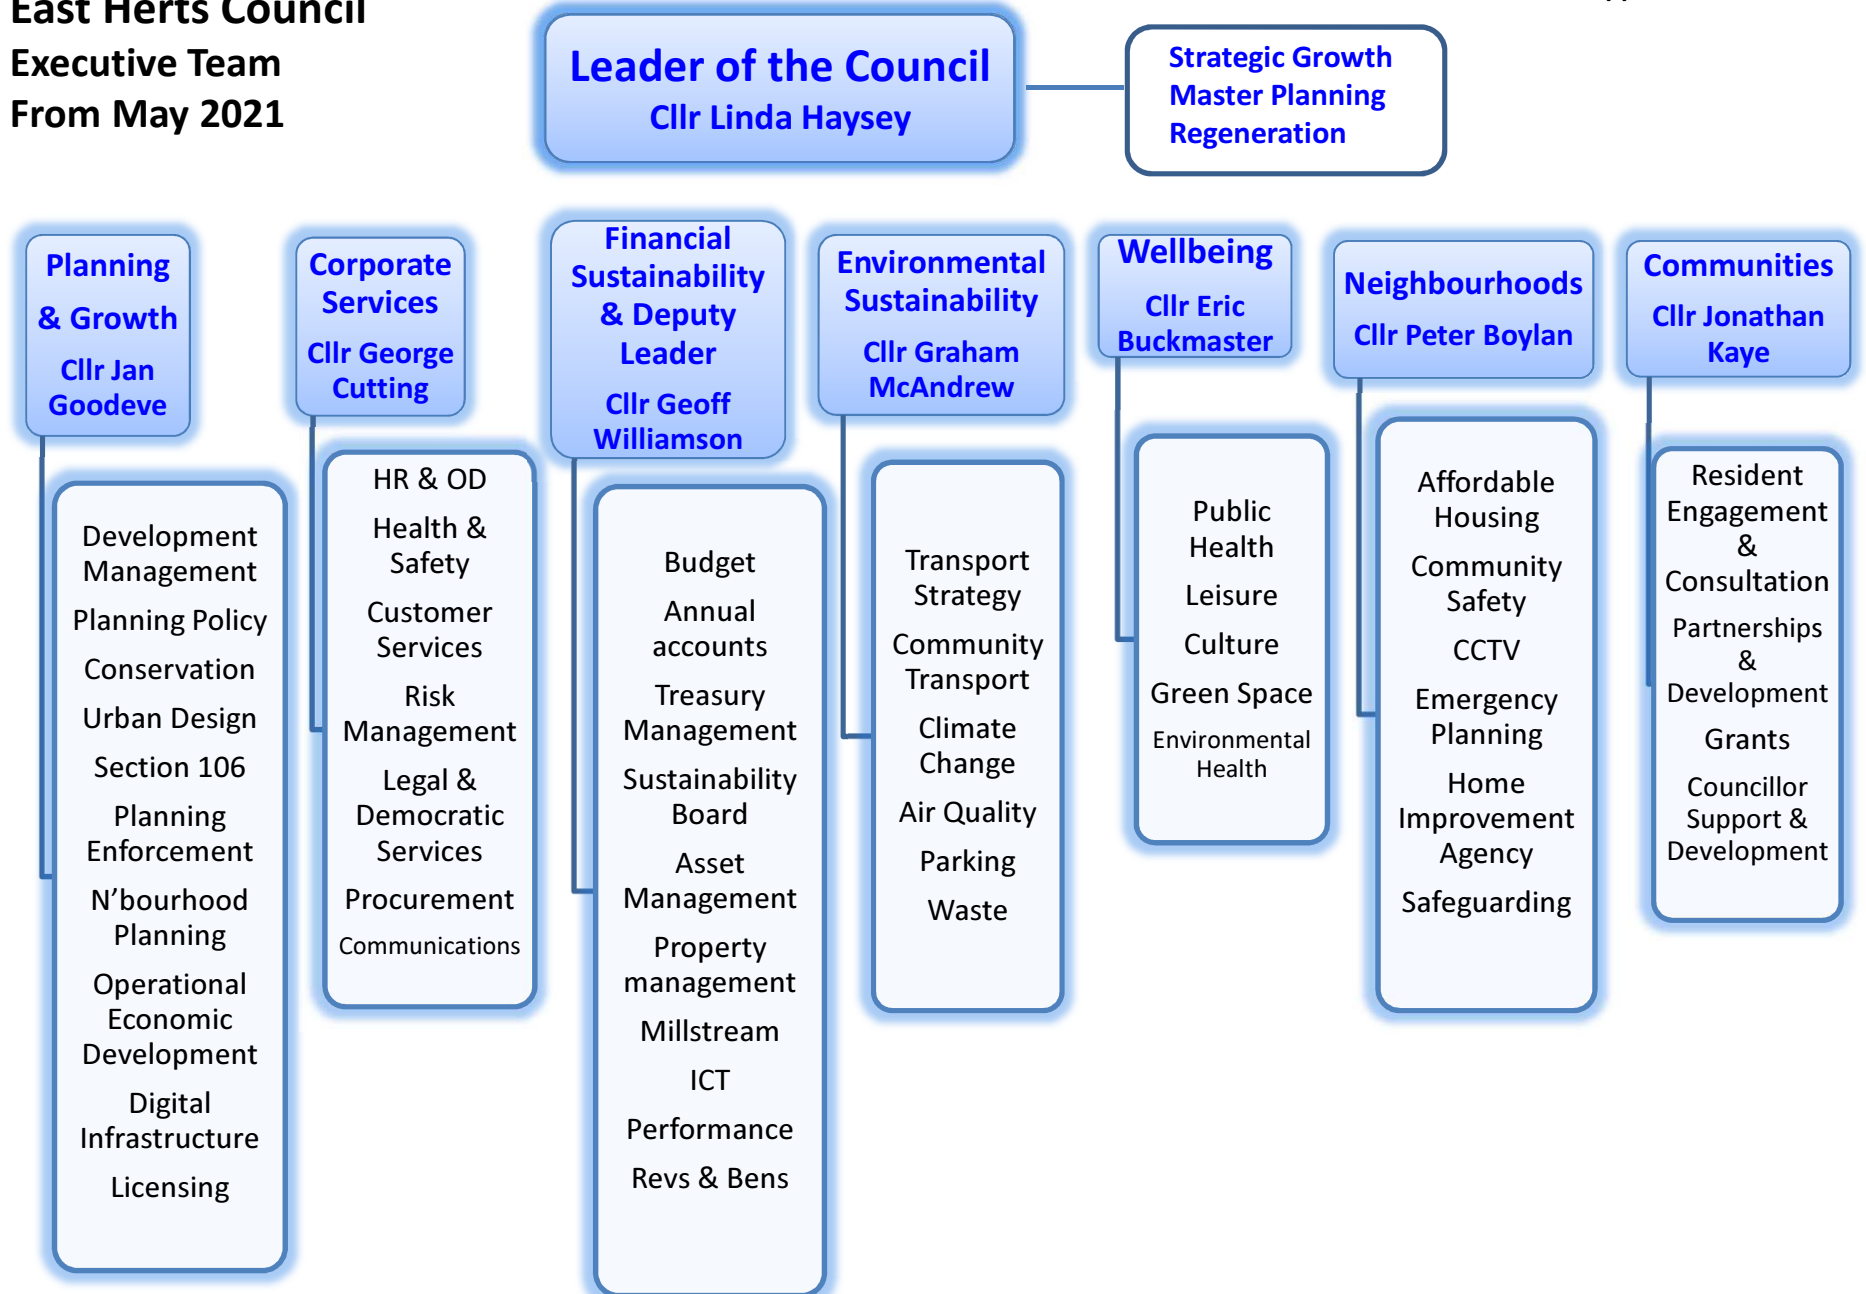 East Herts Council
Executive Team
From May 2021
Leader of the Council
Cllr Linda Haysey
Strategic Growth
Master Planning
Regeneration
Planning
& Growth
Cllr Jan
Goodeve
Development
Management
Planning Policy
Conservation
Urban Design
Section 106
Planning
Enforcement
N’bourhood
Planning
Operational
Economic
Development
Digital
Infrastructure
Licensing
Corporate
Services
Cllr George
Cutting
HR & OD
Health &
Safety
Customer
Services
Risk
Management
Legal &
Democratic
Services
Procurement
Communications
Financial
Sustainability
& Deputy
Leader
Cllr Geoff
Williamson
Budget
Annual
accounts
Treasury
Management
Sustainability
Board
Asset
Management
Property
management
Millstream
ICT
Performance
Revs & Bens
Environmental
Sustainability
Cllr Graham
McAndrew
Transport
Strategy
Community
Transport
Climate
Change
Air Quality
Parking
Waste
Wellbeing
Cllr Eric
Buckmaster
Public
Health
Leisure
Culture
Green Space
Environmental
Health
Neighbourhoods
Cllr Peter Boylan
Affordable
Housing
Community
Safety
CCTV
Emergency
Planning
Home
Improvement
Agency
Safeguarding
Communities
Cllr Jonathan
Kaye
Resident
Engagement
&
Consultation
Partnerships
&
Development
Grants
Councillor
Support &
Development